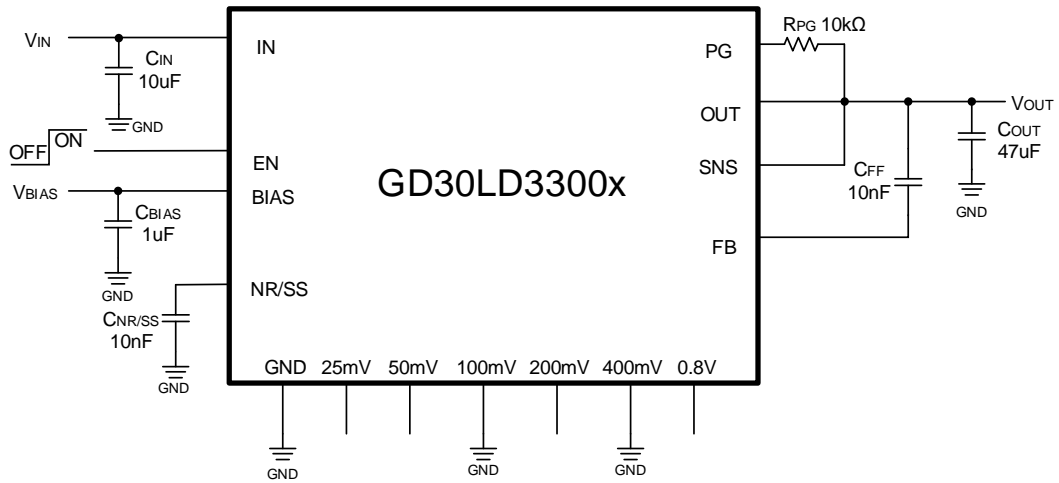 VIN
CIN
10uF
GND
OFF
ON
VBIAS
CBIAS
1uF
GND
CNR/SS
10nF
GND
IN
EN
BIAS
NR/SS
GD30LD3300x
PG
OUT
SNS
FB
GND 25mV 50mV 100mV 200mV 400mV 0.8V
GND
GND
GND
RPG 10kΩ
VOUT
COUT
47uF
GND
CFF
10nF